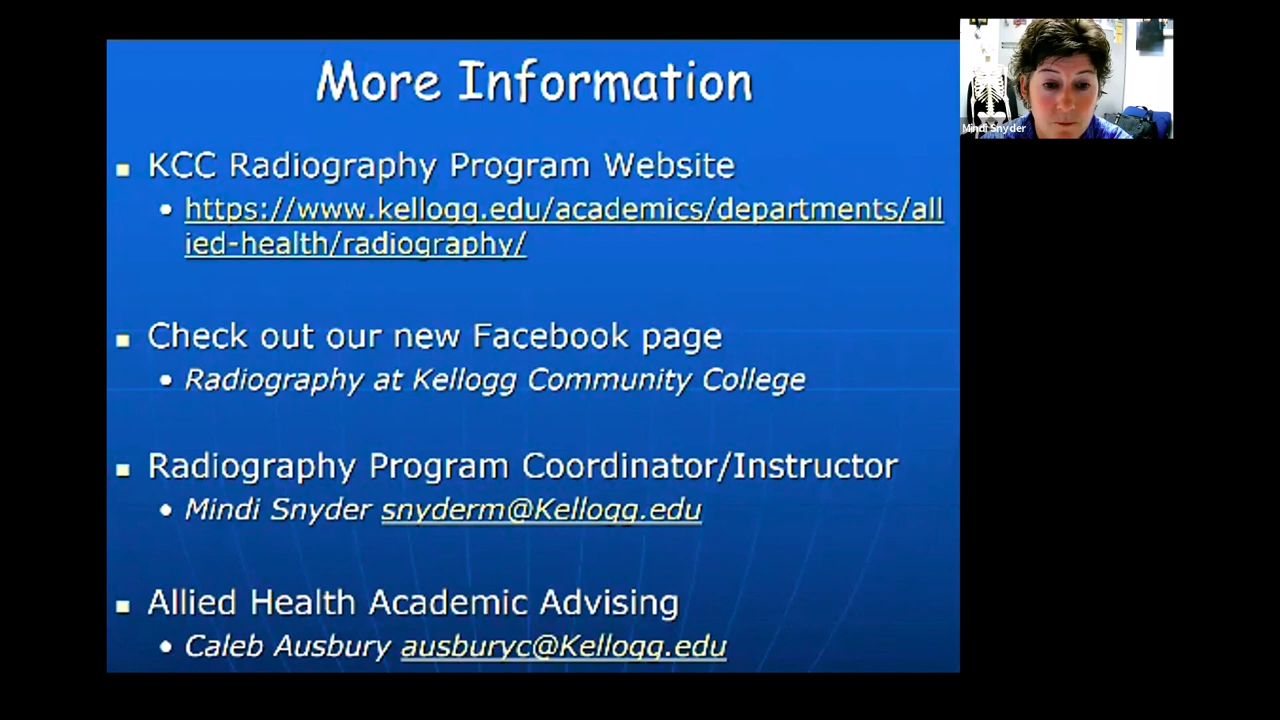 More Information
KCC Radiography Program Website
https://www.kellogg.edu/academics/departments/all
ied-health/radiography/
Check out our new Facebook page
Radiography at Kellogg Community College
Radiography Program Coordinator/Instructor
Mindi Snyder snyderm@Kellogg.edu
Allied Health Academic Advising
Caleb Ausbury ausburyc@Kellogg.edu
Mindi Snyder